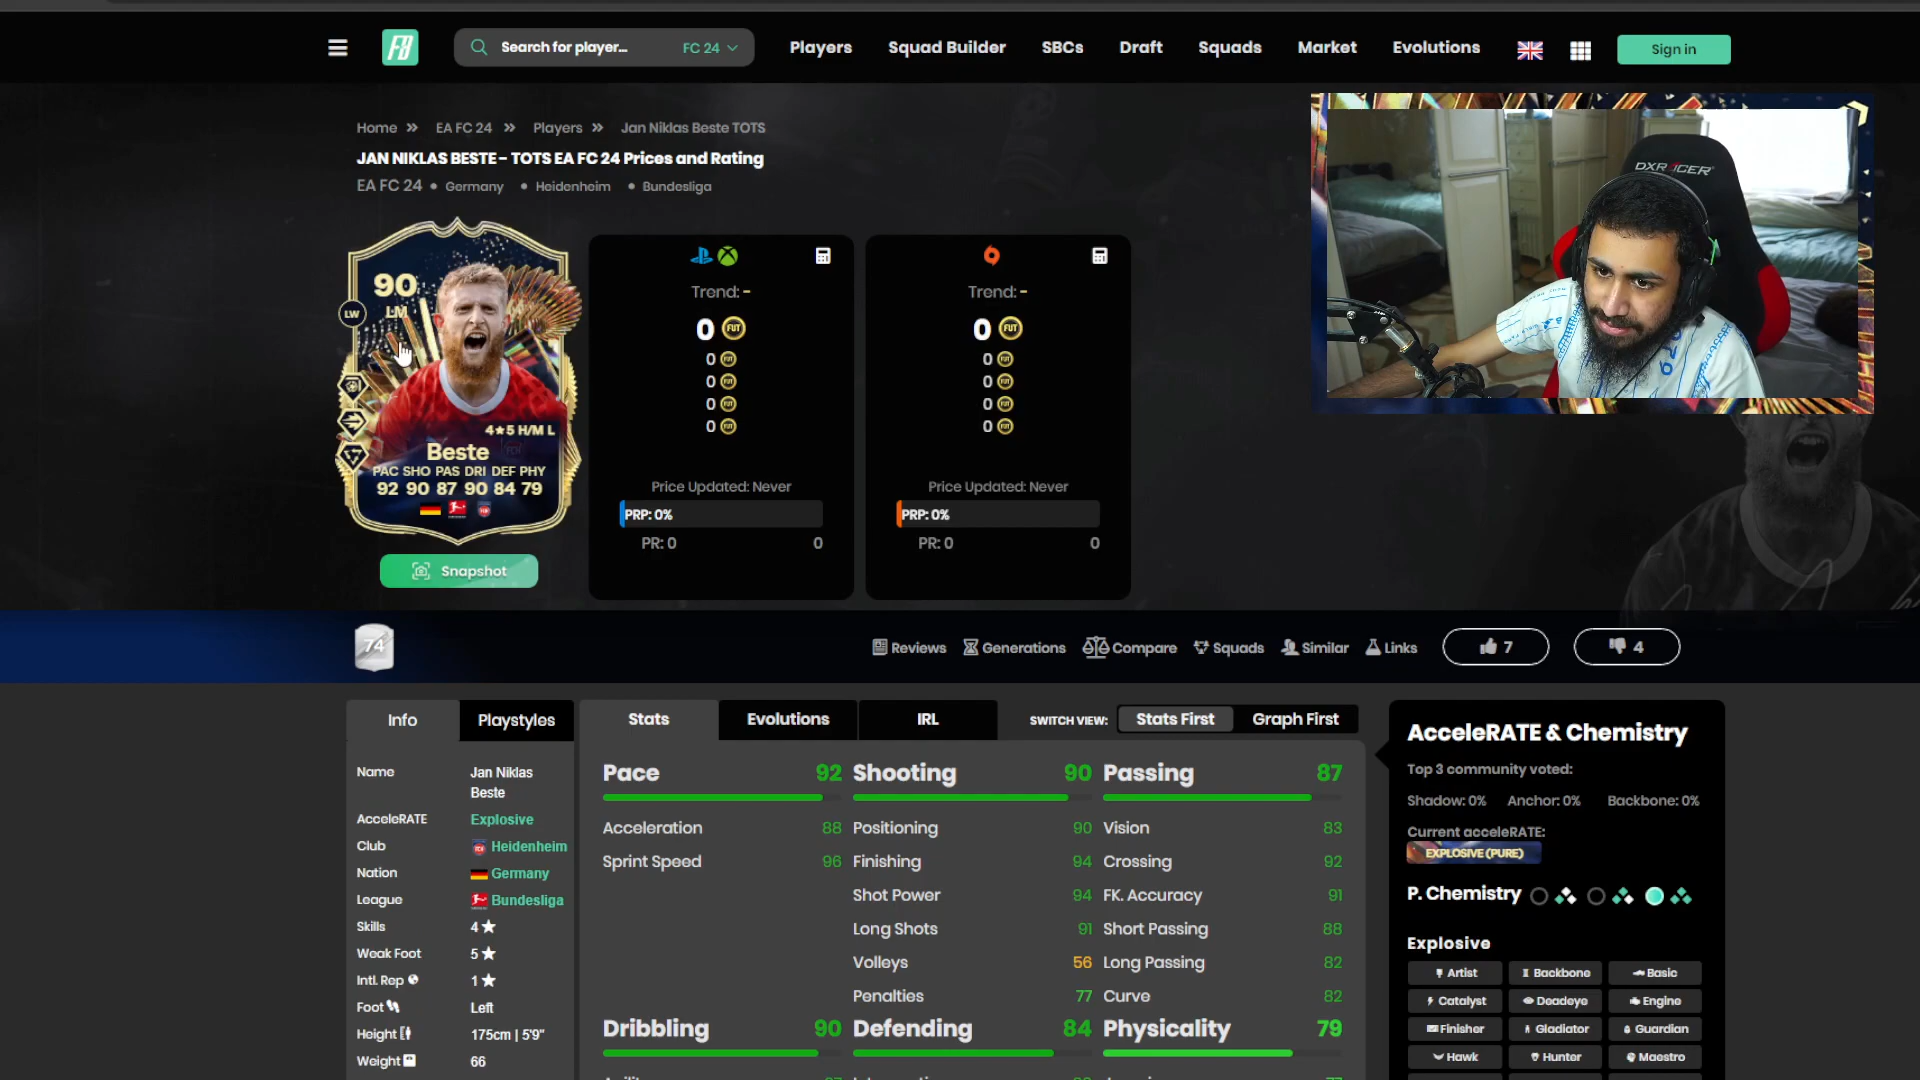 Search for player...
FC 24
Players
Squad Builder
SBCs
Draft
Squads
Market
Evolutions
Sign in
Home » EA FC 24 » Players » Jan Niklas Beste TOTS
JAN NIKLAS BESTE - TOTS EA FC 24 Prices and Rating
EA FC 24 • Germany • Heidenheim • Bundesliga
90
LM
LW
4★5 H/M L
Beste
PAC SHO PAS DRI DEF PHY
92 90 87 90 84 79
Snapshot
Trend: -
0
0
0
0
0
Price Updated: Never
PRP: 0%
PR: 0
0
Trend: -
0
0
0
0
0
Price Updated: Never
PRP: 0%
PR: 0
0
DXRACER
74
Reviews
Generations
Compare
Squads
Similar
Links
7
4
Info
Playstyles
Name Jan Niklas
Beste
AcceleRATE Explosive
Club Heidenheim
Nation Germany
League Bundesliga
Skills 4 ★
Weak Foot 5 ★
Intl. Rep 1 ★
Foot Left
Height 175cm | 5'9"
Weight 66
Stats
Evolutions
IRL
SWITCH VIEW:
Stats First
Graph First
Pace 92
Acceleration 88
Sprint Speed 96
Shooting 90
Positioning 90
Finishing 94
Shot Power 94
Long Shots 91
Volleys 56
Penalties 77
Passing 87
Vision 83
Crossing 92
FK. Accuracy 91
Short Passing 88
Long Passing 82
Curve 82
Dribbling 90
Defending 84
Physicality 79
AcceleRATE & Chemistry
Top 3 community voted:
Shadow: 0% Anchor: 0% Backbone: 0%
Current acceleRATE:
EXPLOSIVE (PURE)
P. Chemistry
Explosive
Artist Backbone Basic
Catalyst Deadeye Engine
Finisher Gladiator Guardian
Hawk Hunter Maestro